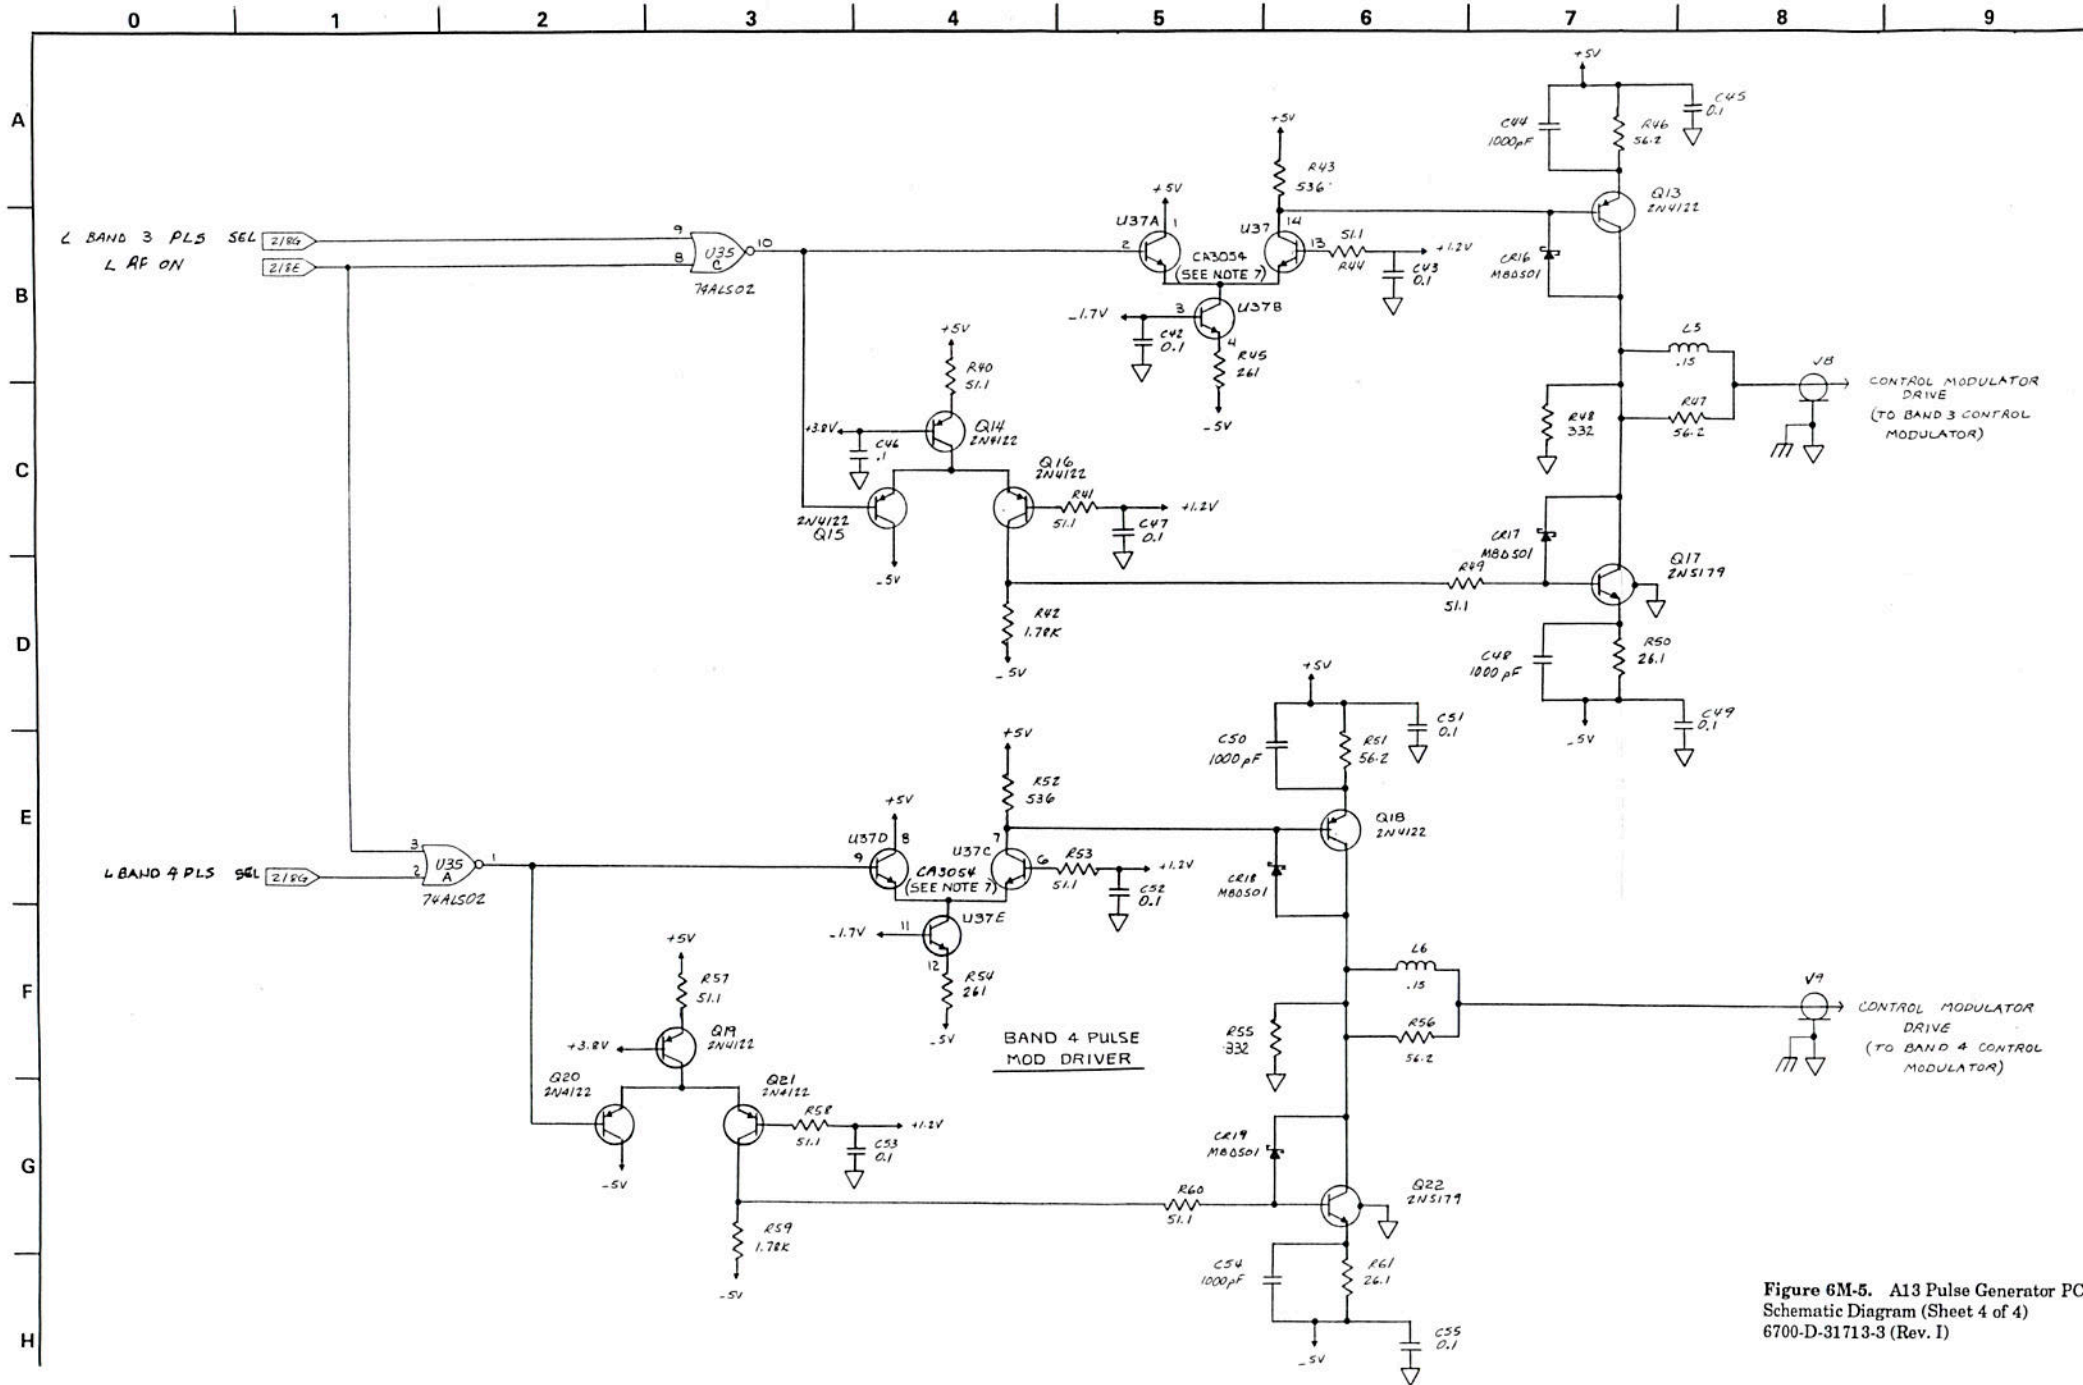 0 1 2 3 4 5 6 7 8 9
A
B
C
D
E
F
G
H
L BAND 3 PLS SEL 2/8G
L RF ON 2/8E
9
8
U35
C
10
74ALS02
+5V
U37A 1
2
CA3054
(SEE NOTE 7)
+5V
R43
536
U37 14
13
51.1
R44
+1.2V
C43
0.1
-1.7V
3
U37B
4
C42
0.1
R45
261
-5V
+5V
R40
51.1
+3.8V
Q14
2N4122
C46
.1
2N4122
Q15
-5V
Q16
2N4122
R41
51.1
+1.2V
C47
0.1
R42
1.78K
-5V
R49
51.1
+5V
C44
1000pF
R46
56.2
C45
0.1
Q13
2N4122
CR16
MBD501
L5
.15
R47
56.2
R48
332
J8
CONTROL MODULATOR
DRIVE
(TO BAND 3 CONTROL
MODULATOR)
CR17
MBD501
Q17
2N5179
C48
1000pF
R50
26.1
-5V
C49
0.1
L BAND 4 PLS SEL 2/8G
3
2
U35
A
1
74ALS02
+5V
U37D 8
9
CA3054
(SEE NOTE 7)
+5V
R52
536
7
U37C
6
R53
51.1
+1.2V
C52
0.1
-1.7V
11
U37E
12
R54
261
-5V
BAND 4 PULSE
MOD DRIVER
+5V
R57
51.1
+3.8V
Q19
2N4122
Q20
2N4122
-5V
Q21
2N4122
R58
51.1
+1.2V
C53
0.1
R59
1.78K
-5V
R60
51.1
+5V
C50
1000pF
R51
56.2
C51
0.1
Q18
2N4122
CR18
MBD501
L6
.15
R56
56.2
R55
332
J9
CONTROL MODULATOR
DRIVE
(TO BAND 4 CONTROL
MODULATOR)
CR19
MBD501
Q22
2N5179
C54
1000pF
R61
26.1
-5V
C55
0.1
Figure 6M-5. A13 Pulse Generator PC
Schematic Diagram (Sheet 4 of 4)
6700-D-31713-3 (Rev. I)